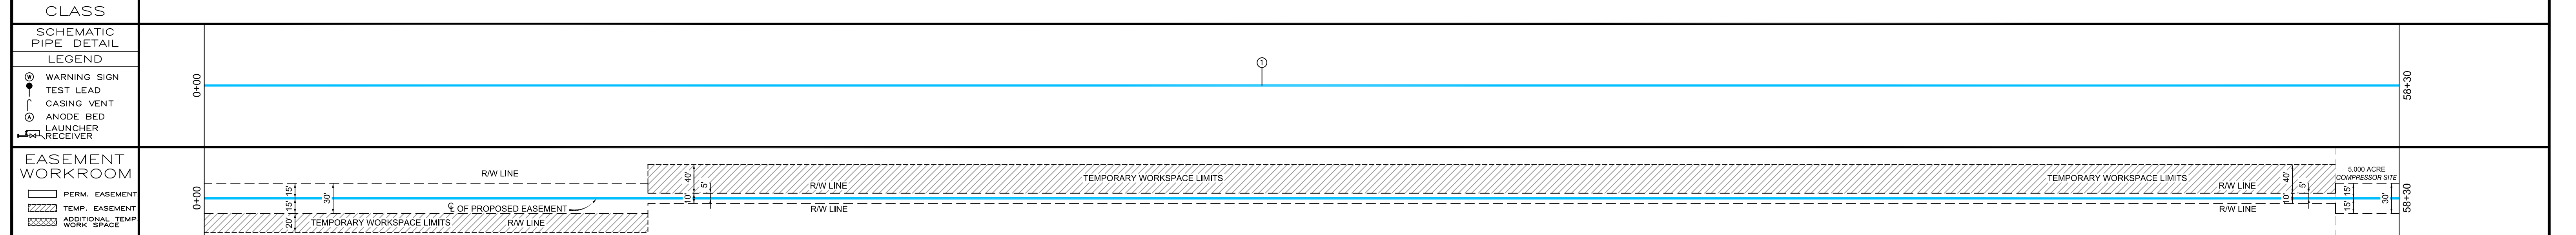 CLASS
SCHEMATIC
PIPE DETAIL
LEGEND
W WARNING SIGN
TEST LEAD
CASING VENT
A ANODE BED
LAUNCHER
RECEIVER
0+00
1
58+30
EASEMENT
WORKROOM
PERM. EASEMENT
TEMP. EASEMENT
ADDITIONAL TEMP
WORK SPACE
0+00
15'
15'
20'
30'
R/W LINE
℄ OF PROPOSED EASEMENT
TEMPORARY WORKSPACE LIMITS
R/W LINE
40'
10'
5'
R/W LINE
R/W LINE
TEMPORARY WORKSPACE LIMITS
TEMPORARY WORKSPACE LIMITS
R/W LINE
R/W LINE
40'
10'
5'
5.000 ACRE
COMPRESSOR SITE
15'
15'
30'
58+30